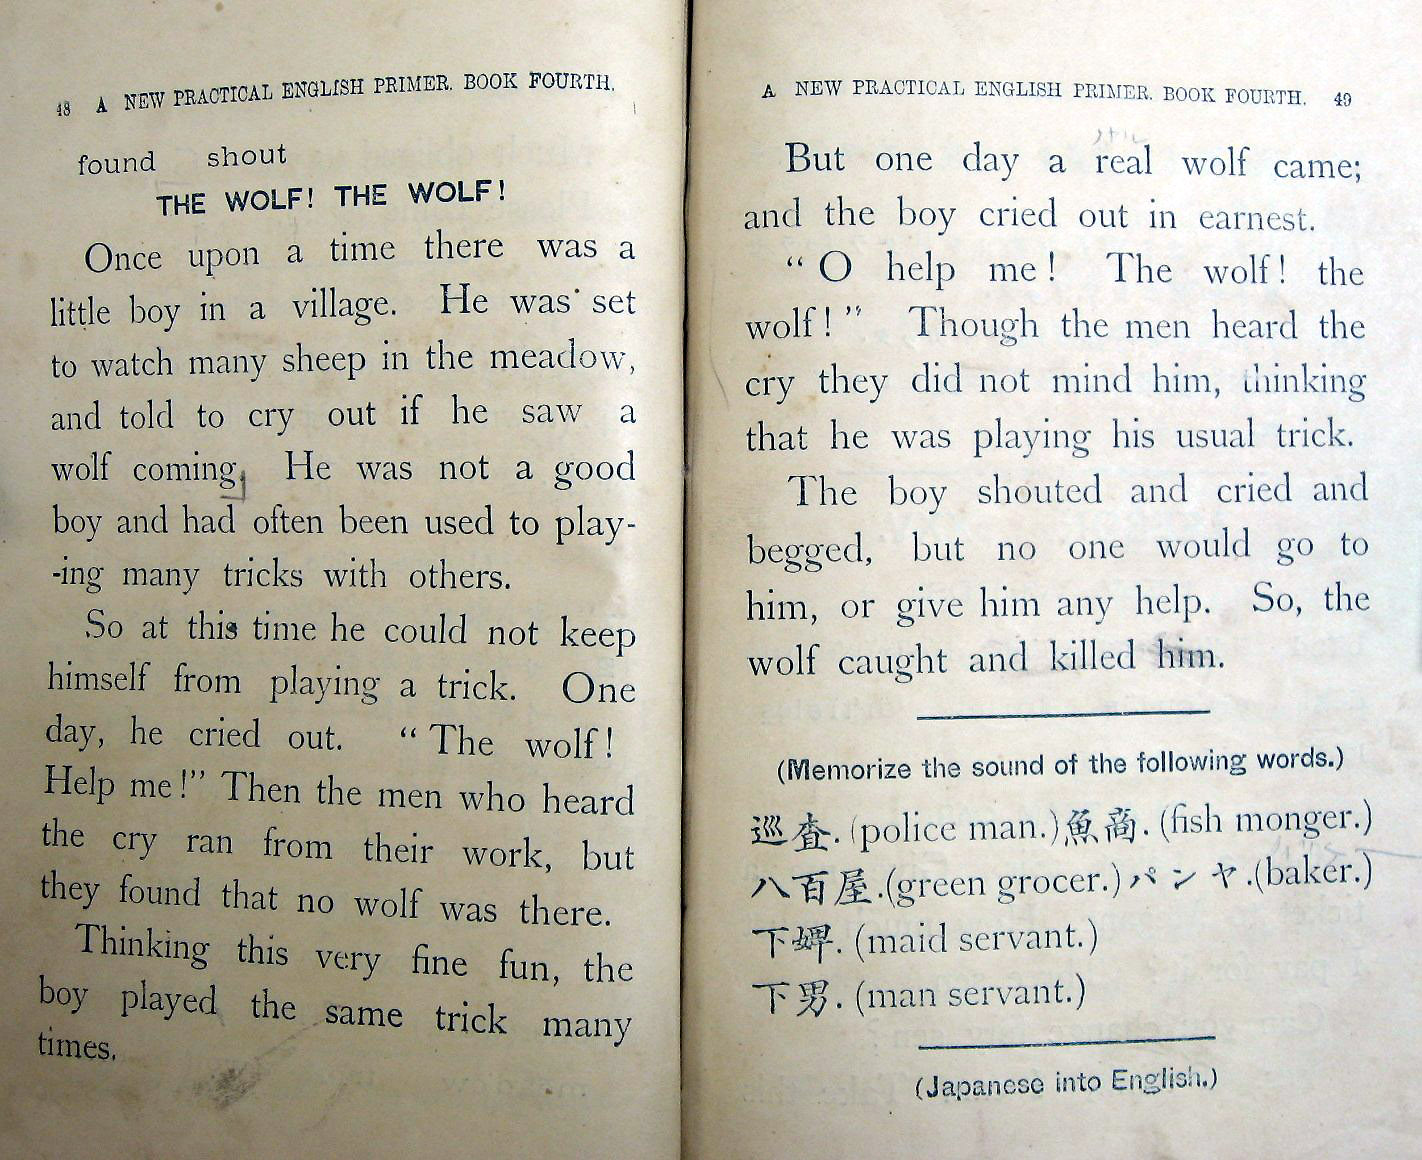 48 A NEW PRACTICAL ENGLISH PRIMER. BOOK FOURTH.
found shout
THE WOLF! THE WOLF!
Once upon a time there was a
little boy in a village. He was set
to watch many sheep in the meadow,
and told to cry out if he saw a
wolf coming. He was not a good
boy and had often been used to play-
-ing many tricks with others.
So at this time he could not keep
himself from playing a trick. One
day, he cried out. “The wolf!
Help me!” Then the men who heard
the cry ran from their work, but
they found that no wolf was there.
Thinking this very fine fun, the
boy played the same trick many
times.
A NEW PRACTICAL ENGLISH PRIMER. BOOK FOURTH. 49
But one day a real wolf came;
and the boy cried out in earnest.
“O help me! The wolf! the
wolf!” Though the men heard the
cry they did not mind him, thinking
that he was playing his usual trick.
The boy shouted and cried and
begged, but no one would go to
him, or give him any help. So, the
wolf caught and killed him.
(Memorize the sound of the following words.)
巡査. (police man.) 魚商. (fish monger.)
八百屋. (green grocer.) パンヤ. (baker.)
下婢. (maid servant.)
下男. (man servant.)
(Japanese into English.)